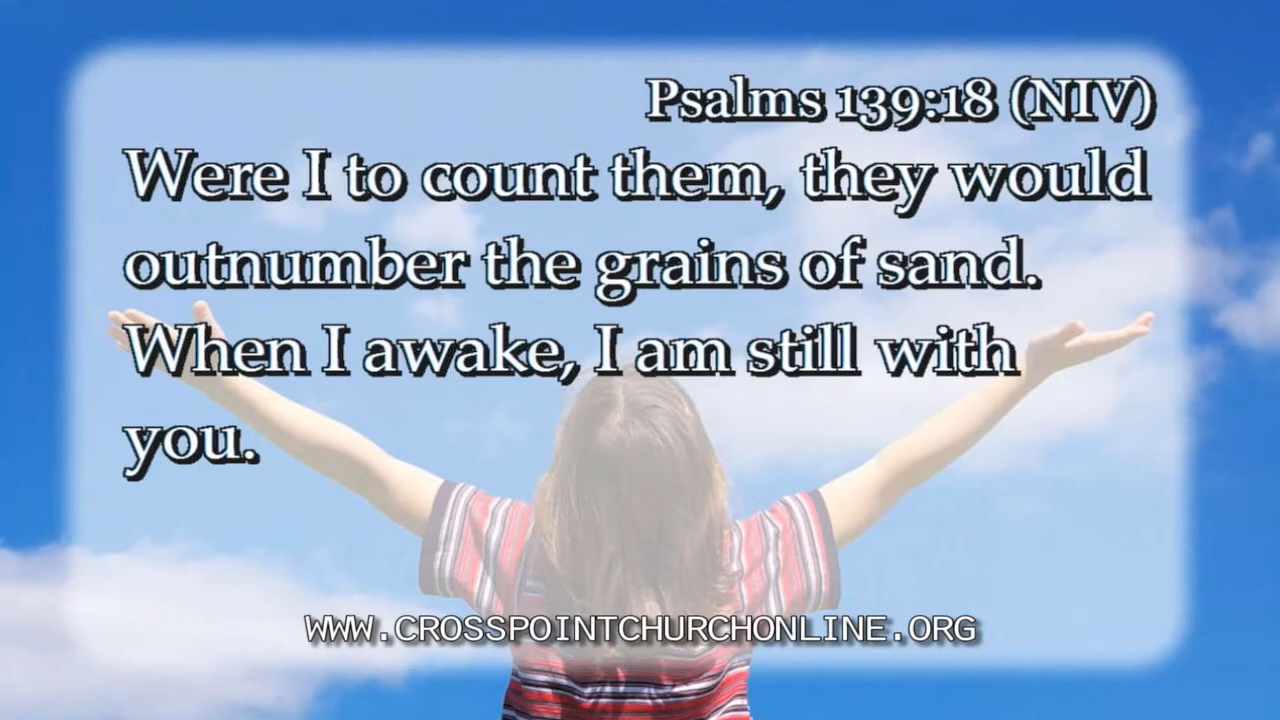 Psalms 139:18 (NIV)
Were I to count them, they would
outnumber the grains of sand.
When I awake, I am still with
you.
WWW.CROSSPOINTCHURCHONLINE.ORG